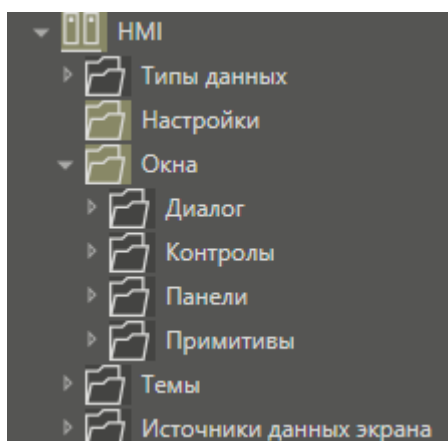 HMI
Типы данных
Настройки
Окна
Диалог
Контролы
Панели
Примитивы
Темы
Источники данных экрана